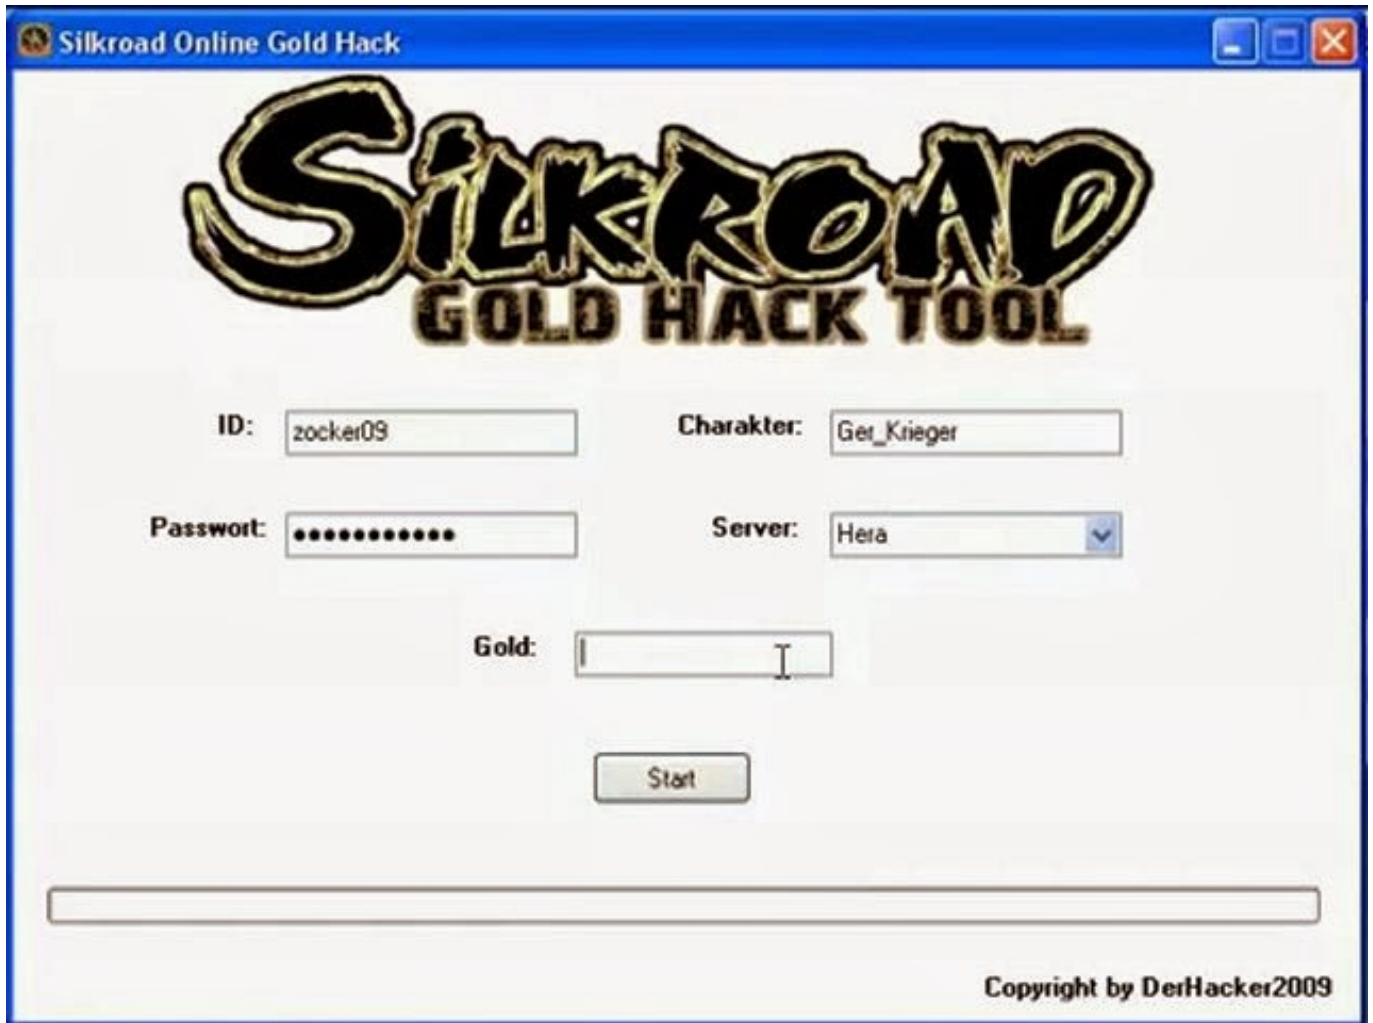 Silkroad Online Gold Hack
SILKROAD
GOLD HACK TOOL
ID: zocker09 Charakter: Ger_Krieger
Passwort: ●●●●●●●●●●● Server: Hera
Gold:
Start
Copyright by DerHacker2009